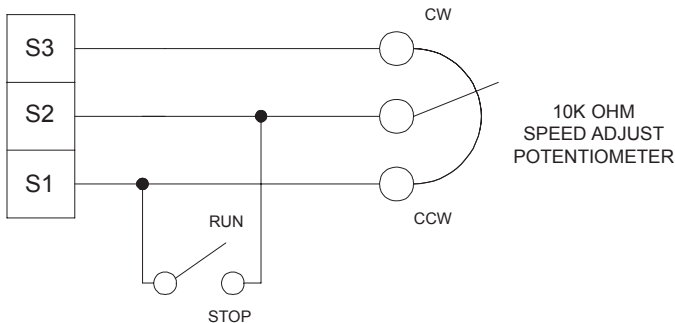 CW
S3
S2
10K OHM
SPEED ADJUST
POTENTIOMETER
S1
CCW
RUN
STOP